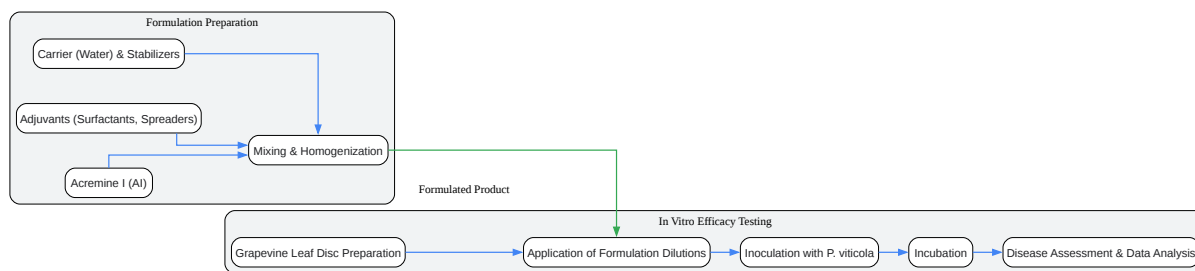 Formulation Preparation
Carrier (Water) & Stabilizers
Adjuvants (Surfactants, Spreaders)
Mixing & Homogenization
Acremine I (AI)
Formulated Product
In Vitro Efficacy Testing
Grapevine Leaf Disc Preparation
Application of Formulation Dilutions
Inoculation with P. viticola
Incubation
Disease Assessment & Data Analysis